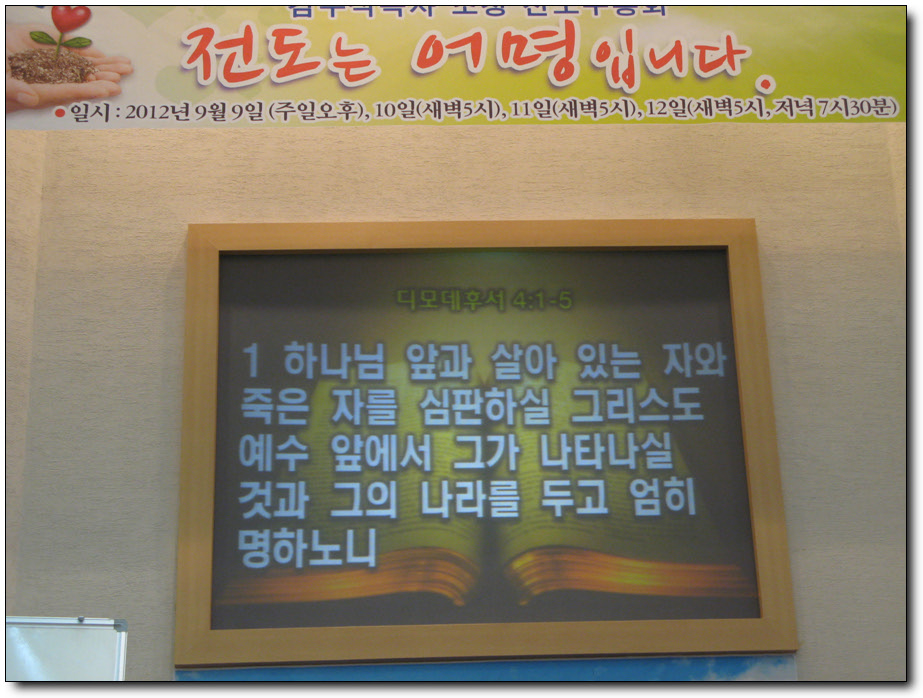 전도는 어명입니다.
• 일시 : 2012년 9월 9일 (주일오후), 10일(새벽5시), 11일(새벽5시), 12일(새벽5시, 저녁 7시30분)
디모데후서 4:1-5
1 하나님 앞과 살아 있는 자와
죽은 자를 심판하실 그리스도
예수 앞에서 그가 나타나실
것과 그의 나라를 두고 엄히
명하노니